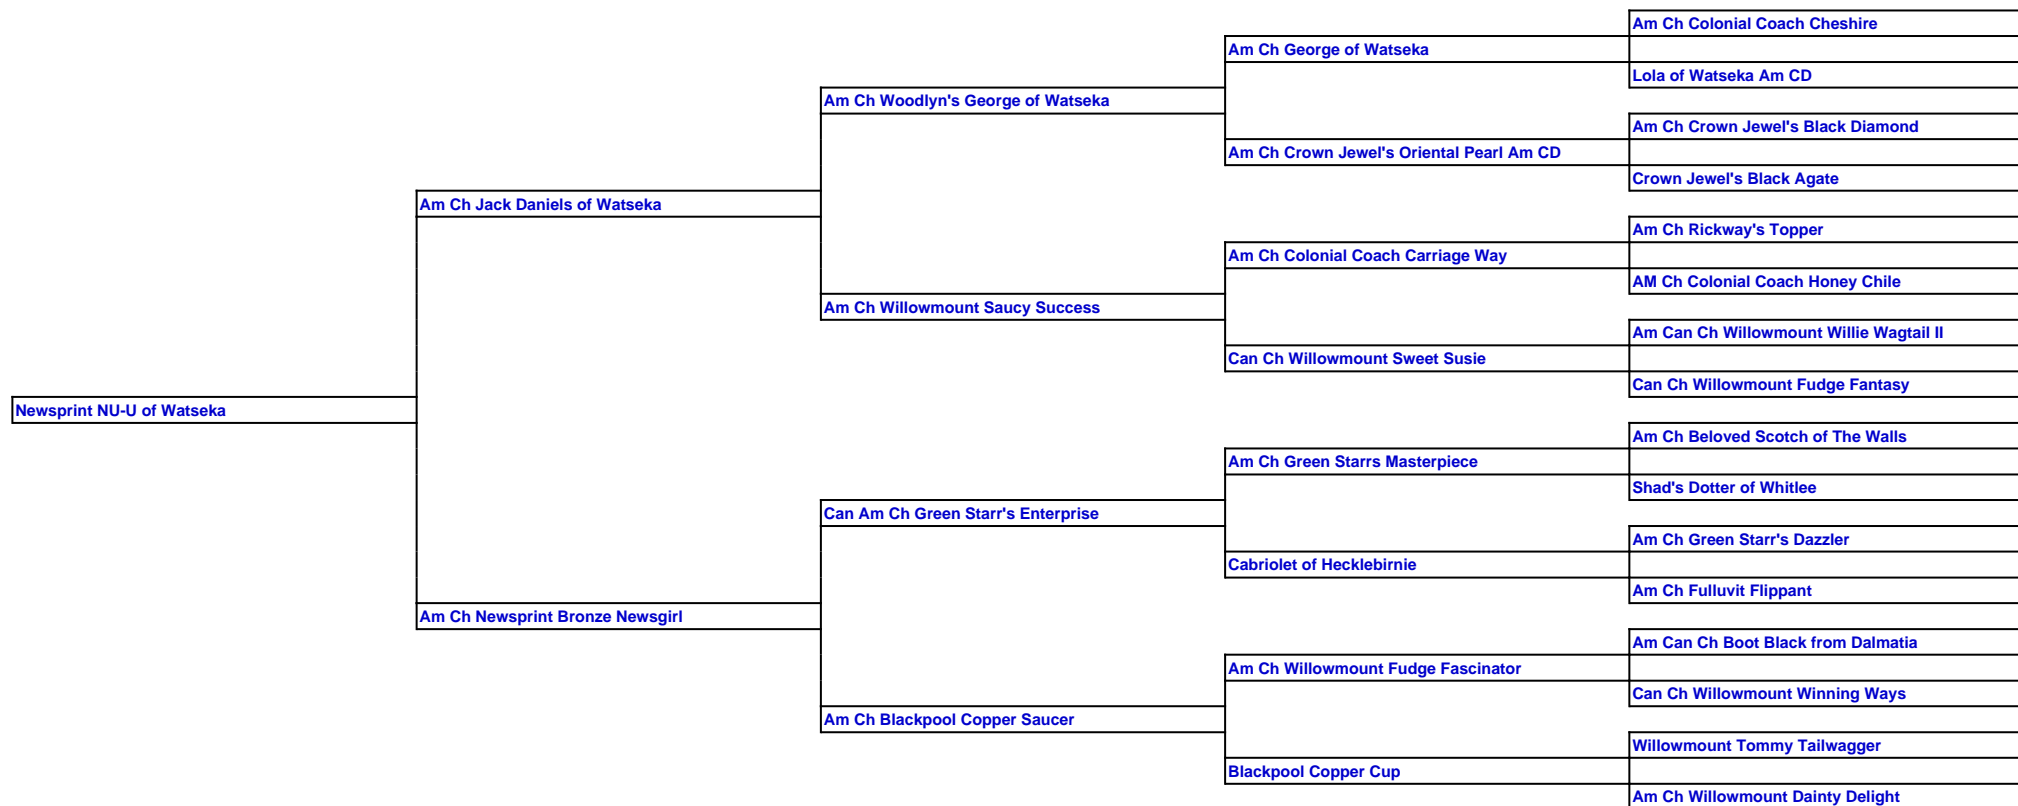 Am Ch Colonial Coach Cheshire
Am Ch George of Watseka
Lola of Watseka Am CD
Am Ch Woodlyn's George of Watseka
Am Ch Crown Jewel's Black Diamond
Am Ch Crown Jewel's Oriental Pearl Am CD
Crown Jewel's Black Agate
Am Ch Jack Daniels of Watseka
Am Ch Rickway's Topper
Am Ch Colonial Coach Carriage Way
AM Ch Colonial Coach Honey Chile
Am Ch Willowmount Saucy Success
Am Can Ch Willowmount Willie Wagtail II
Can Ch Willowmount Sweet Susie
Can Ch Willowmount Fudge Fantasy
Newsprint NU-U of Watseka
Am Ch Beloved Scotch of The Walls
Am Ch Green Starrs Masterpiece
Shad's Dotter of Whitlee
Can Am Ch Green Starr's Enterprise
Am Ch Green Starr's Dazzler
Cabriolet of Hecklebirnie
Am Ch Fulluvit Flippant
Am Ch Newsprint Bronze Newsgirl
Am Can Ch Boot Black from Dalmatia
Am Ch Willowmount Fudge Fascinator
Can Ch Willowmount Winning Ways
Am Ch Blackpool Copper Saucer
Willowmount Tommy Tailwagger
Blackpool Copper Cup
Am Ch Willowmount Dainty Delight